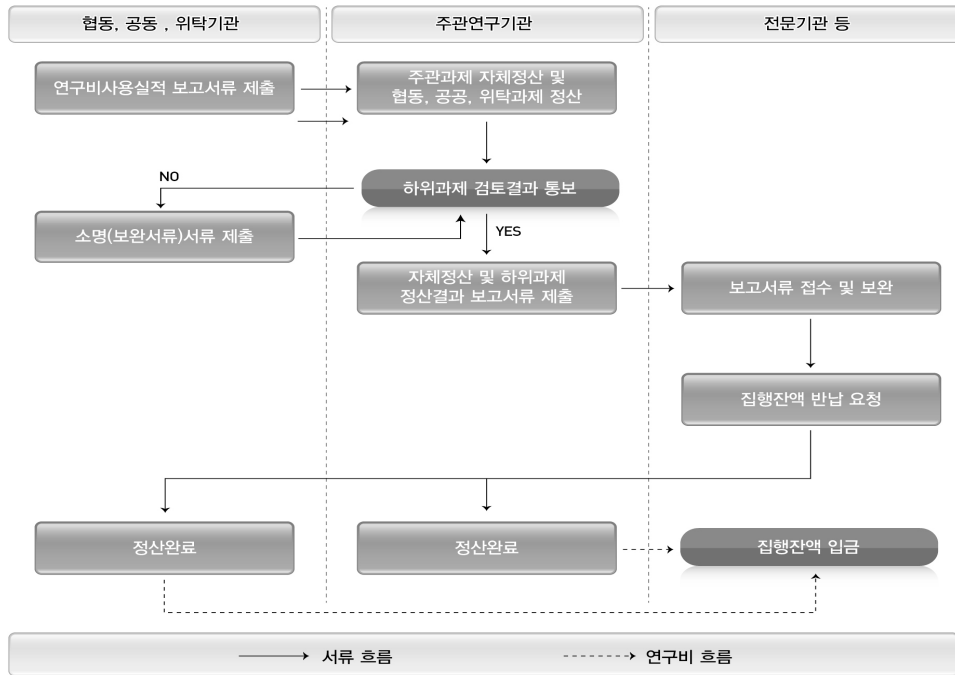 협동, 공동 , 위탁기관
주관연구기관
전문기관 등
연구비사용실적 보고서류 제출
주관과제 자체정산 및
협동, 공공, 위탁과제 정산
하위과제 검토결과 통보
NO
소명(보완서류)서류 제출
YES
자체정산 및 하위과제
정산결과 보고서류 제출
보고서류 접수 및 보완
집행잔액 반납 요청
정산완료
정산완료
집행잔액 입금
서류 흐름
연구비 흐름